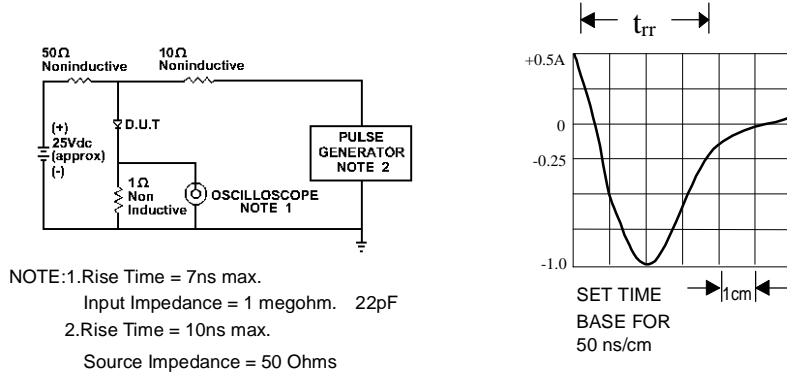 50Ω
Noninductive
10Ω
Noninductive
(+)
25Vdc
(approx)
(-)
D.U.T
1Ω
Non
Inductive
OSCILLOSCOPE
NOTE 1
PULSE
GENERATOR
NOTE 2
NOTE:1.Rise Time = 7ns max.
Input Impedance = 1 megohm. 22pF
2.Rise Time = 10ns max.
Source Impedance = 50 Ohms
trr
+0.5A
0
-0.25
-1.0
1cm
SET TIME
BASE FOR
50 ns/cm